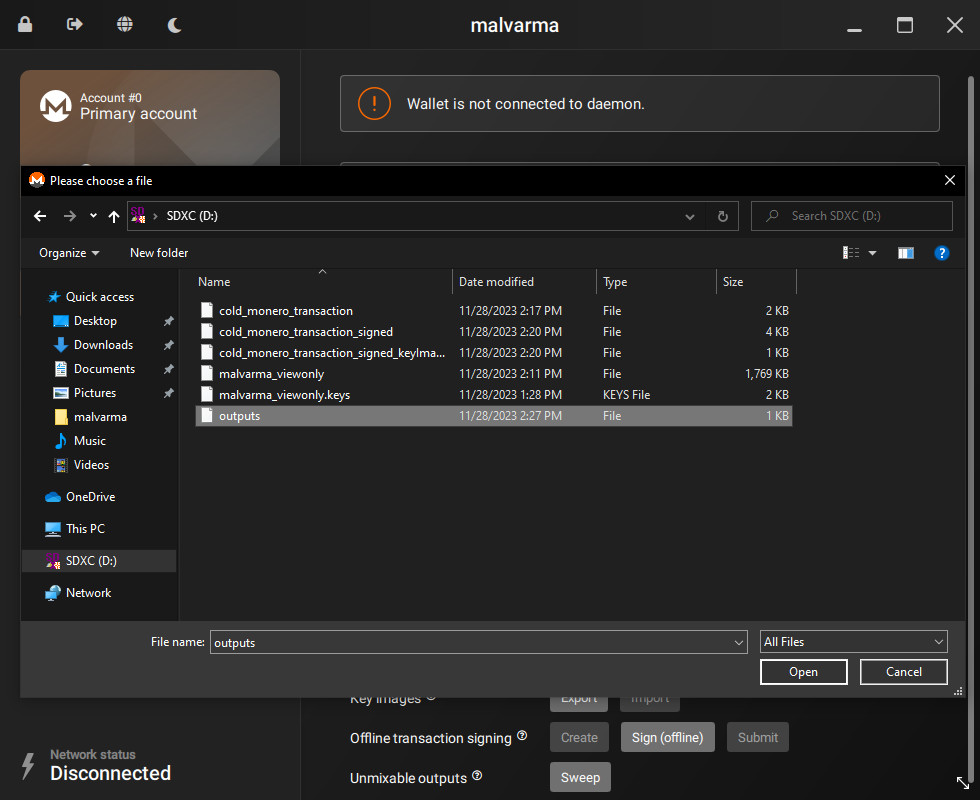 malvarma
Account #0
Primary account
Wallet is not connected to daemon.
Please choose a file
SDXC (D:)
Search SDXC (D:)
Organize
New folder
Name Date modified Type Size
Quick access
Desktop
Downloads
Documents
Pictures
malvarma
Music
Videos
OneDrive
This PC
SDXC (D:)
Network
cold_monero_transaction 11/28/2023 2:17 PM File 2 KB
cold_monero_transaction_signed 11/28/2023 2:20 PM File 4 KB
cold_monero_transaction_signed_keyIma... 11/28/2023 2:20 PM File 1 KB
malvarma_viewonly 11/28/2023 2:11 PM File 1,769 KB
malvarma_viewonly.keys 11/28/2023 1:28 PM KEYS File 2 KB
outputs 11/28/2023 2:27 PM File 1 KB
File name: outputs
All Files
Open
Cancel
Key images
Export
Import
Offline transaction signing
Create
Sign (offline)
Submit
Unmixable outputs
Sweep
Network status
Disconnected